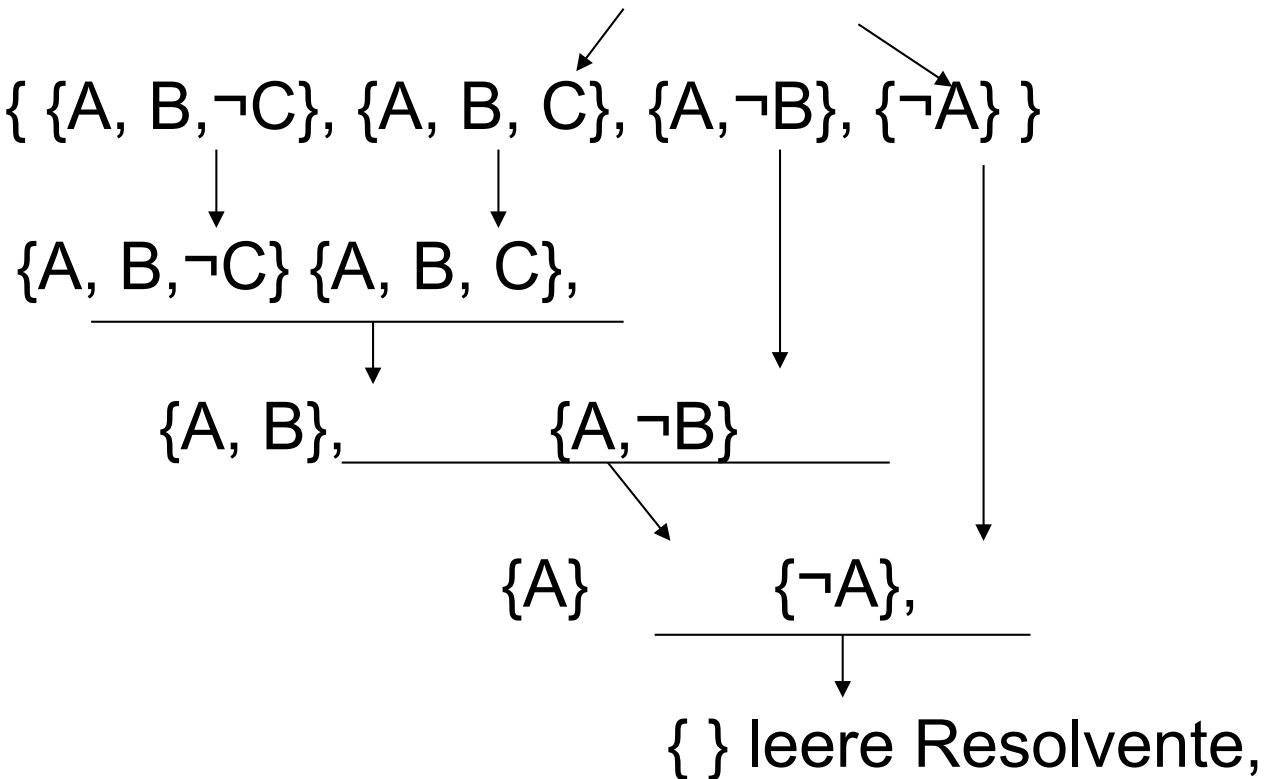 { {A, B,¬C}, {A, B, C}, {A,¬B}, {¬A} }
{A, B,¬C} {A, B, C},
{A, B}, {A,¬B}
{A} {¬A},
{ } leere Resolvente,